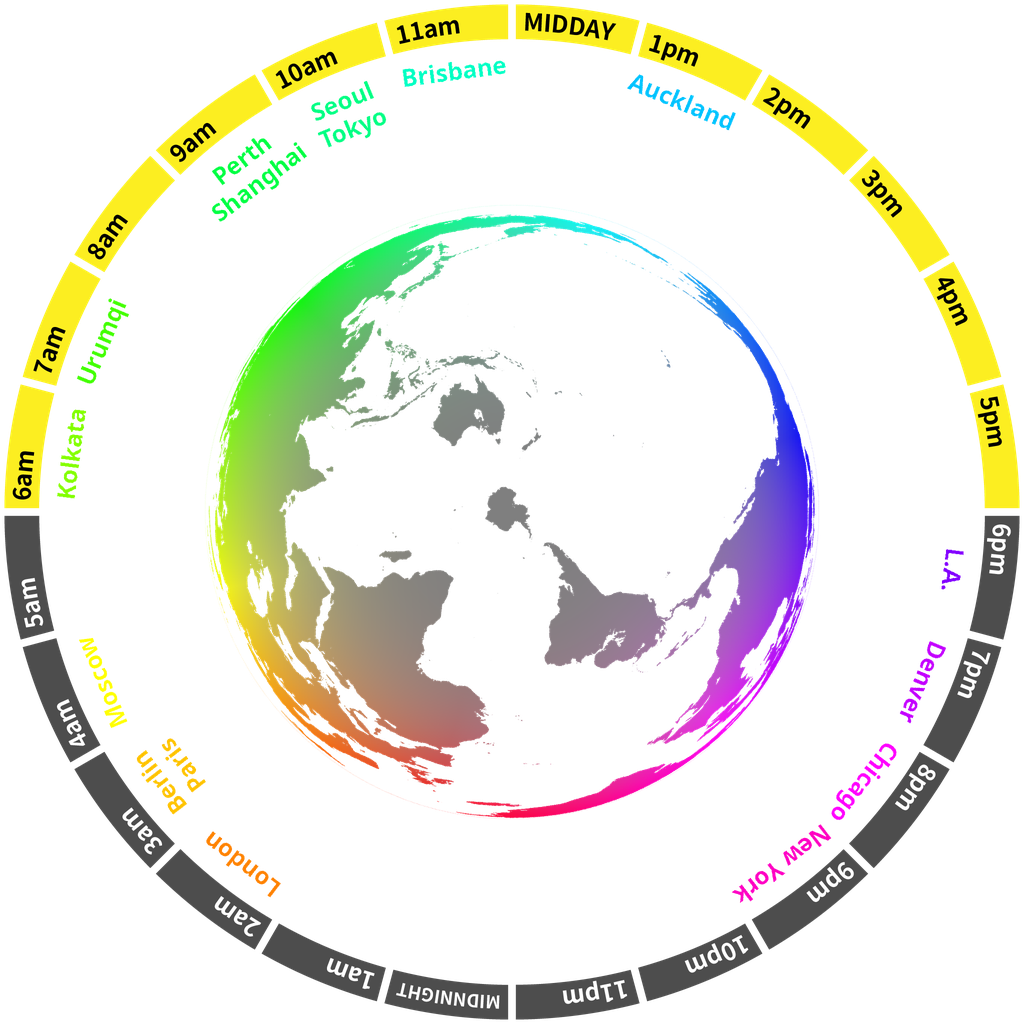 MIDDAY
1pm
2pm
3pm
4pm
5pm
6pm
7pm
8pm
9pm
10pm
11pm
MIDNNIGHT
1am
2am
3am
4am
5am
6am
7am
8am
9am
10am
11am
Auckland
L.A.
Denver
Chicago
New York
London
Paris
Berlin
Moscow
Kolkata
Urumqi
Perth
Shanghai
Seoul
Tokyo
Brisbane